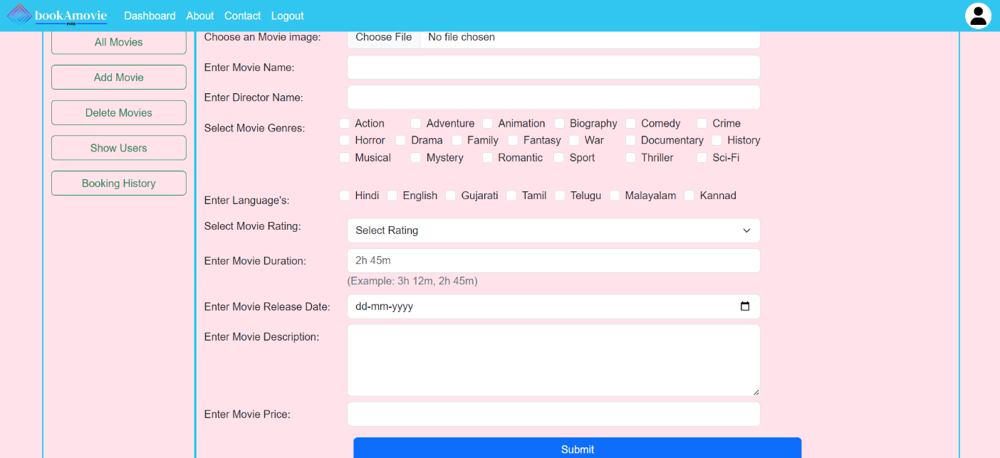 bookAmovie Dashboard About Contact Logout
All Movies
Add Movie
Delete Movies
Show Users
Booking History
Choose an Movie image: Choose File No file chosen
Enter Movie Name:
Enter Director Name:
Select Movie Genres:
Action Adventure Animation Biography Comedy Crime
Horror Drama Family Fantasy War Documentary History
Musical Mystery Romantic Sport Thriller Sci-Fi
Enter Language's: Hindi English Gujarati Tamil Telugu Malayalam Kannad
Select Movie Rating: Select Rating
Enter Movie Duration: 2h 45m
(Example: 3h 12m, 2h 45m)
Enter Movie Release Date: dd-mm-yyyy
Enter Movie Description:
Enter Movie Price:
Submit